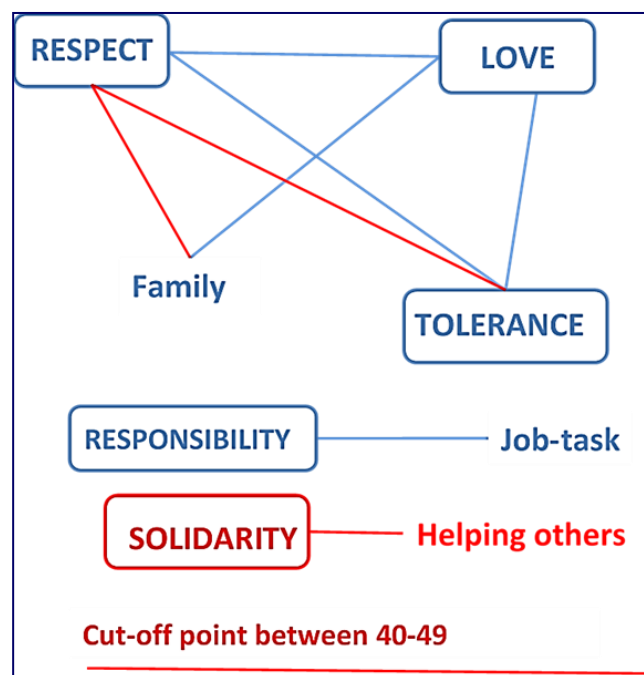 RESPECT
LOVE
Family
TOLERANCE
RESPONSIBILITY
Job-task
SOLIDARITY
Helping others
Cut-off point between 40-49